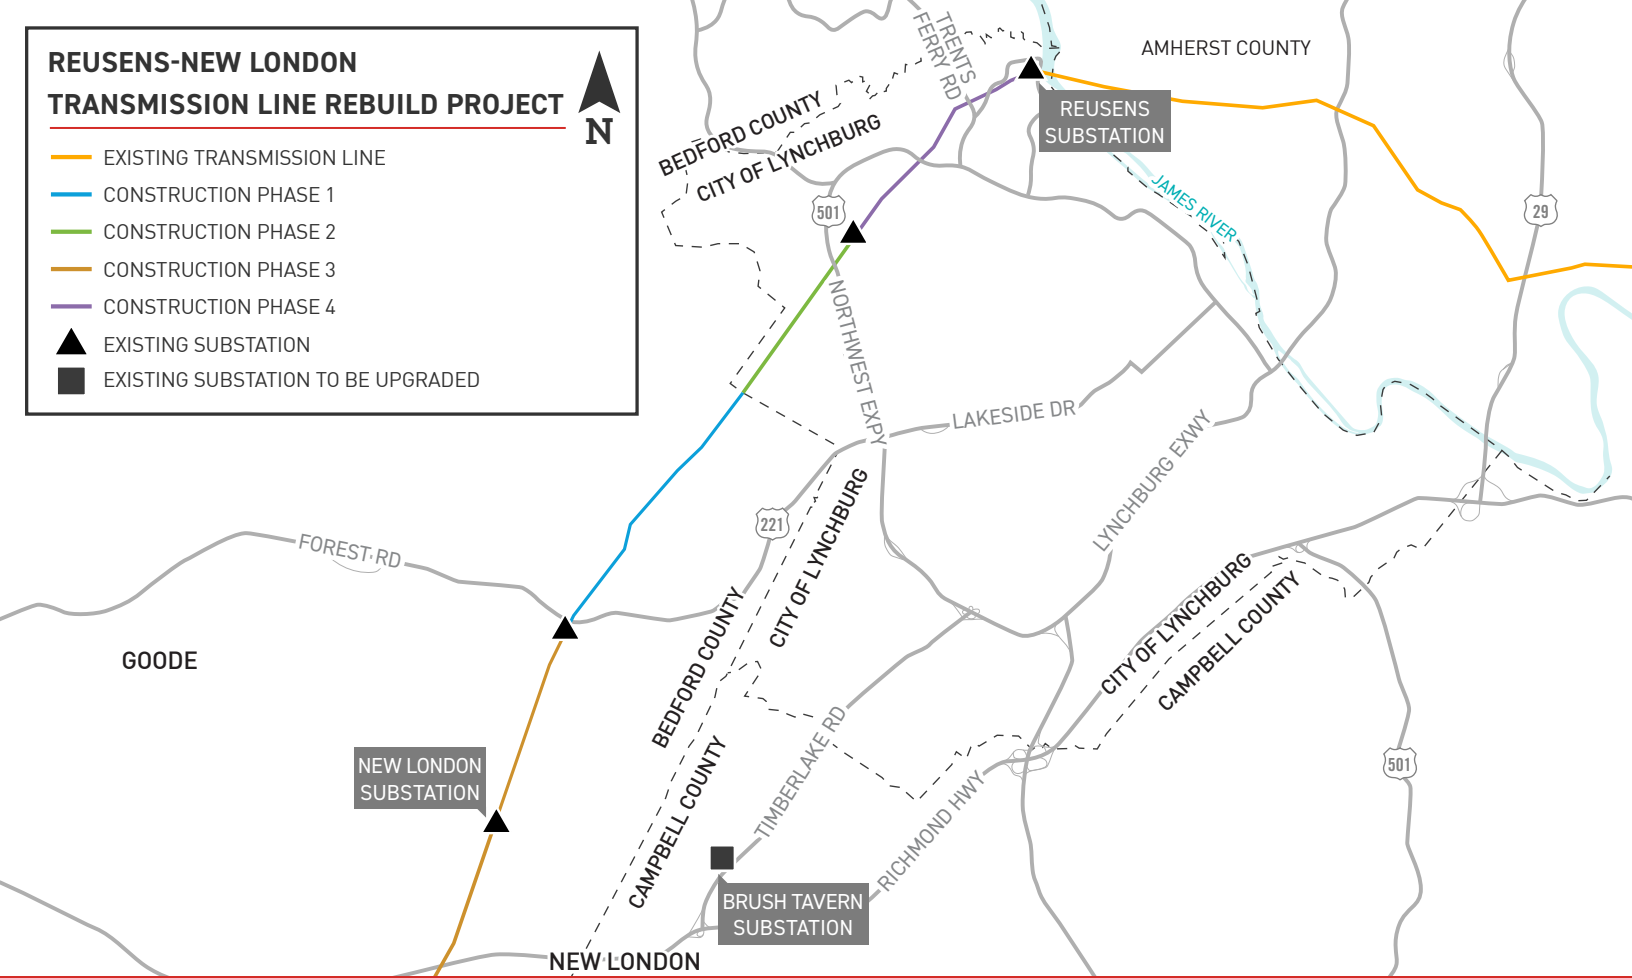 REUSENS-NEW LONDON
TRANSMISSION LINE REBUILD PROJECT
N
EXISTING TRANSMISSION LINE
CONSTRUCTION PHASE 1
CONSTRUCTION PHASE 2
CONSTRUCTION PHASE 3
CONSTRUCTION PHASE 4
EXISTING SUBSTATION
EXISTING SUBSTATION TO BE UPGRADED
TRENTS
FERRY RD
AMHERST COUNTY
BEDFORD COUNTY
CITY OF LYNCHBURG
REUSENS
SUBSTATION
JAMES RIVER
501
29
NORTHWEST EXPY
LAKESIDE DR
LYNCHBURG EXWY
221
CITY OF LYNCHBURG
FOREST RD
BEDFORD COUNTY
CITY OF LYNCHBURG
CAMPBELL COUNTY
GOODE
CAMPBELL COUNTY
TIMBERLAKE RD
RICHMOND HWY
501
NEW LONDON
SUBSTATION
BRUSH TAVERN
SUBSTATION
NEW LONDON